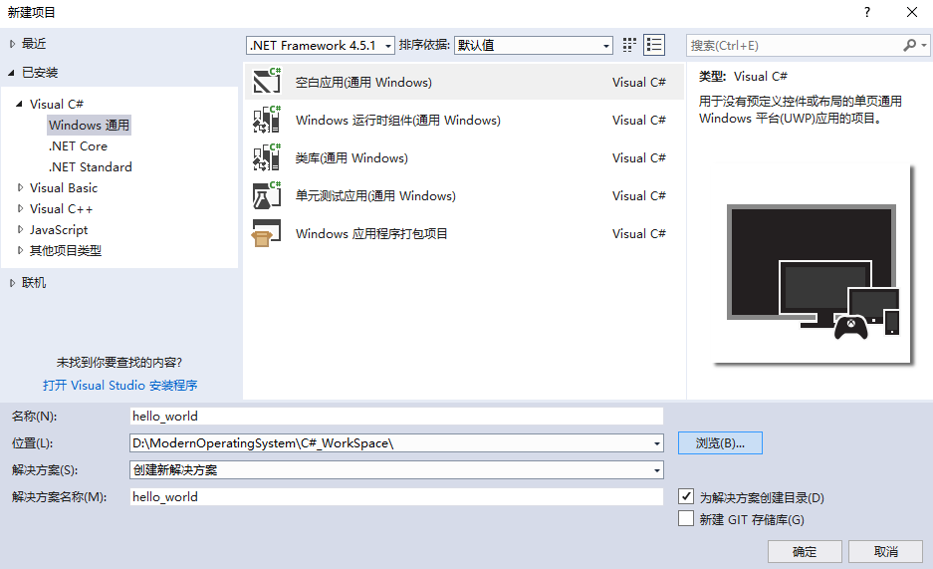 新建项目
?
最近
.NET Framework 4.5.1
排序依据:
默认值
搜索(Ctrl+E)
已安装
Visual C#
Windows 通用
.NET Core
.NET Standard
Visual Basic
Visual C++
JavaScript
其他项目类型
联机
未找到你要查找的内容?
打开 Visual Studio 安装程序
C# 空白应用(通用 Windows) Visual C#
C# Windows 运行时组件(通用 Windows) Visual C#
C# 类库(通用 Windows) Visual C#
C# 单元测试应用(通用 Windows) Visual C#
Windows 应用程序打包项目 Visual C#
类型: Visual C#
用于没有预定义控件或布局的单页通用
Windows 平台(UWP)应用的项目。
名称(N): hello_world
位置(L): D:\ModernOperatingSystem\C#_WorkSpace\ 浏览(B)...
解决方案(S): 创建新解决方案
解决方案名称(M): hello_world
为解决方案创建目录(D)
新建 GIT 存储库(G)
确定
取消